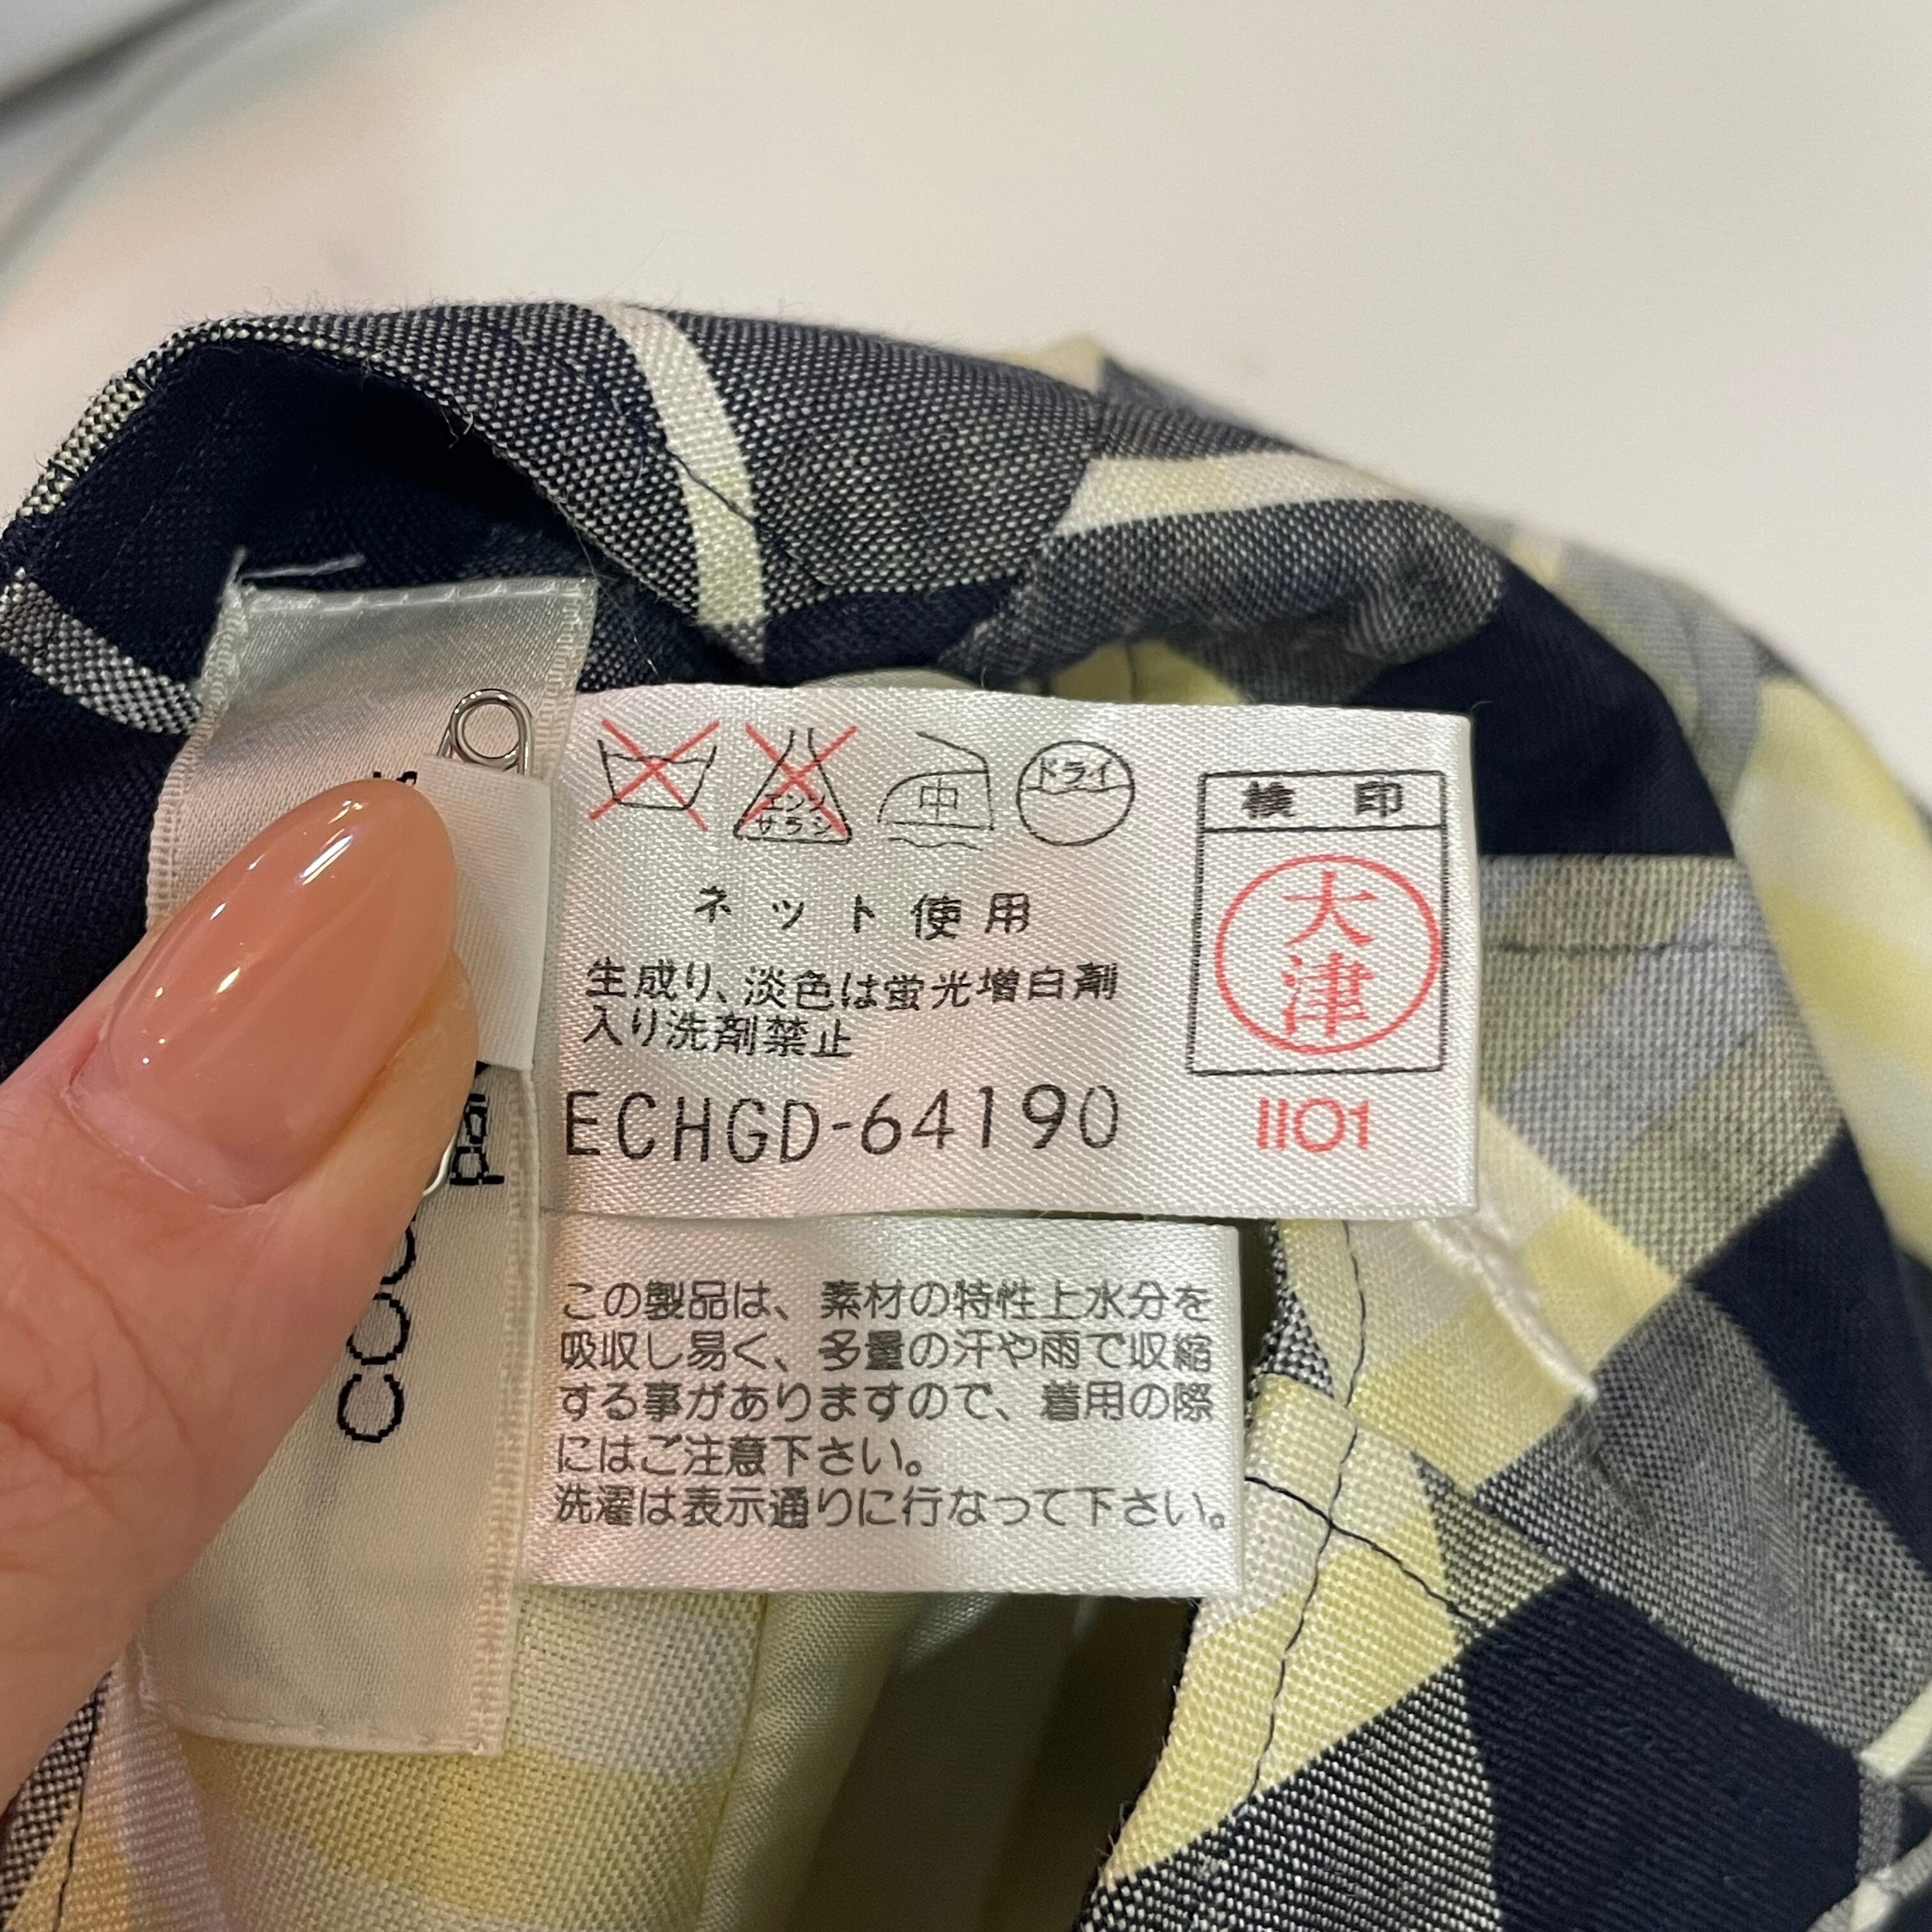 エンソ
サラシ
中
ドライ
検印
大
津
1101
ネット使用
生成り、淡色は蛍光増白剤
入り洗剤禁止
ECHGD-64190
この製品は、素材の特性上水分を
吸収し易く、多量の汗や雨で収縮
する事がありますので、着用の際
にはご注意下さい。
洗濯は表示通りに行なって下さい。